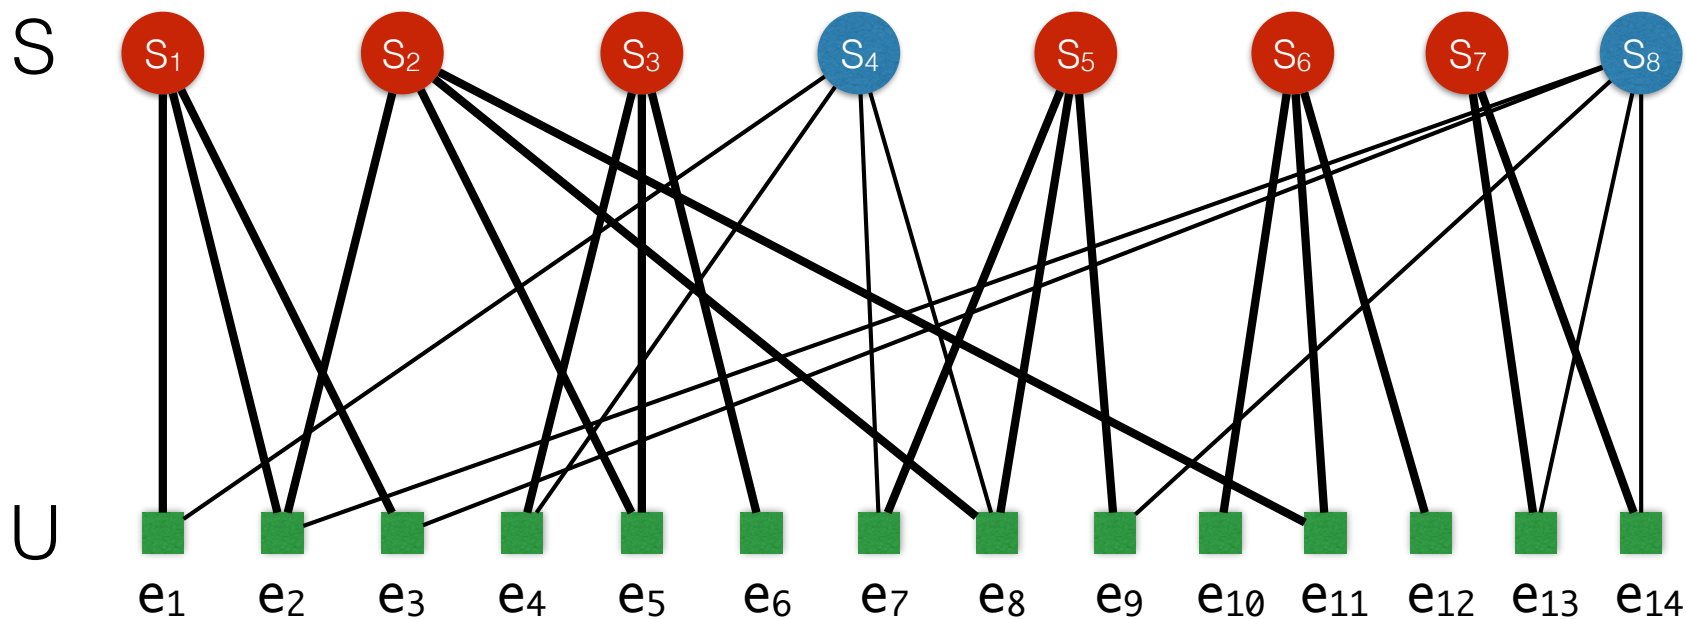 S S₁ S₂ S₃ S₄ S₅ S₆ S₇ S₈
U
e₁ e₂ e₃ e₄ e₅ e₆ e₇ e₈ e₉ e₁₀ e₁₁ e₁₂ e₁₃ e₁₄